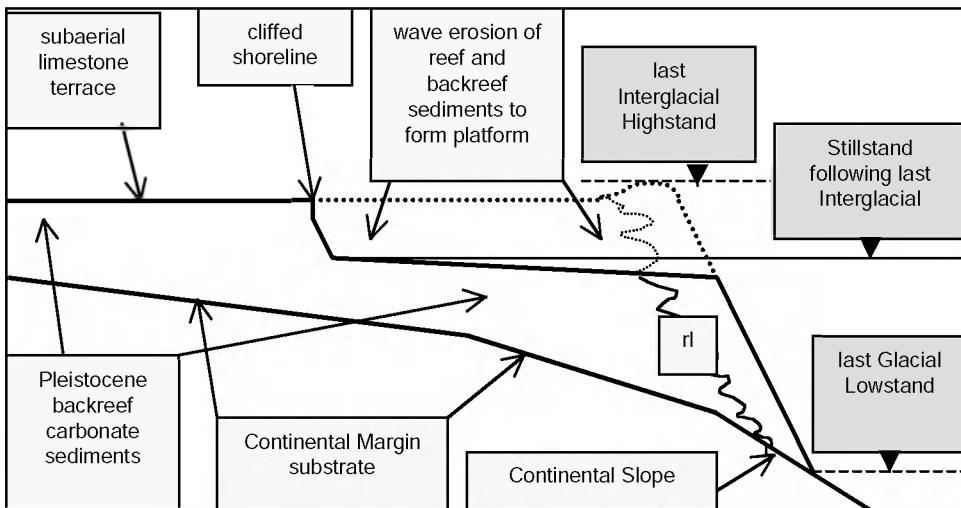 subaerial
limestone
terrace
cliffed
shoreline
wave erosion of
reef and
backreef
sediments to
form platform
last
Interglacial
Highstand
Stillstand
following last
Interglacial
rl
last Glacial
Lowstand
Pleistocene
backreef
carbonate
sediments
Continental Margin
substrate
Continental Slope